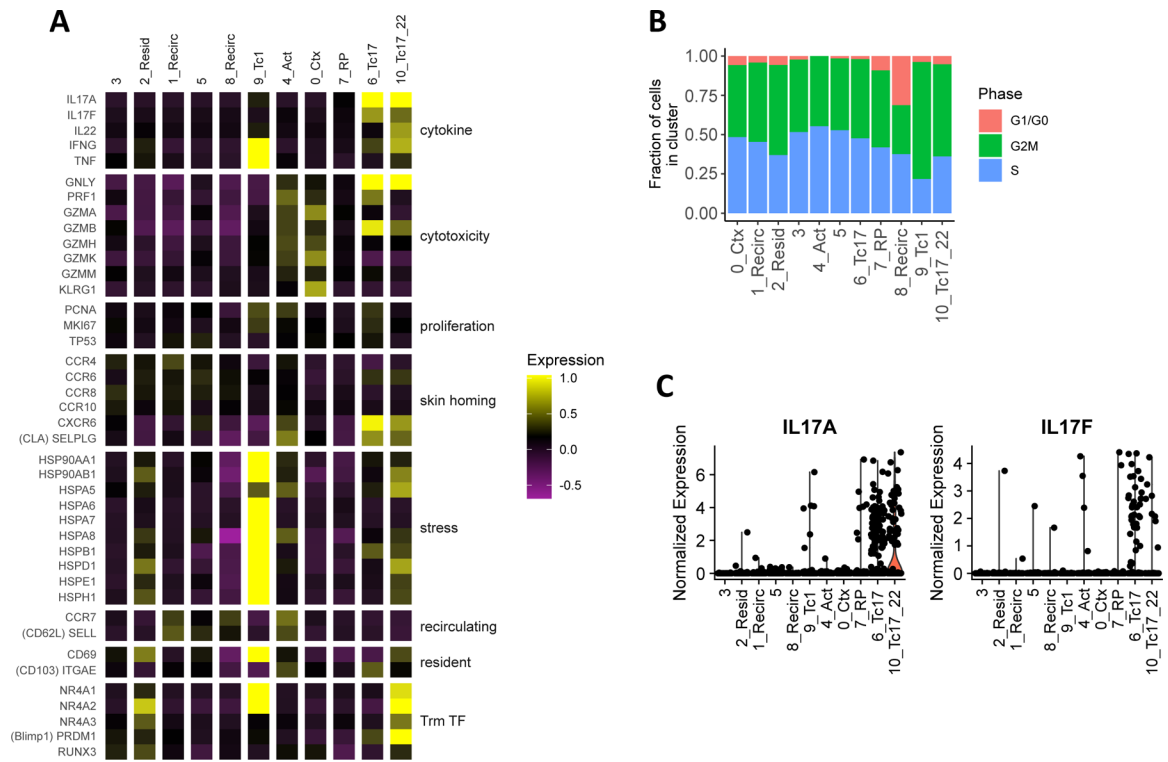 A
3
2_Resid
1_Recirc
5
8_Recirc
9_Tc1
4_Act
0_Ctx
7_RP
6_Tc17
10_Tc17_22
IL17A
IL17F
IL22
IFNG
TNF
cytokine
GNLY
PRF1
GZMA
GZMB
GZMH
GZMK
GZMM
KLRG1
cytotoxicity
PCNA
MKI67
TP53
proliferation
CCR4
CCR6
CCR8
CCR10
CXCR6
(CLA) SELPLG
skin homing
HSP90AA1
HSP90AB1
HSPA5
HSPA6
HSPA7
HSPA8
HSPB1
HSPD1
HSPE1
HSPH1
stress
CCR7
(CD62L) SELL
recirculating
CD69
(CD103) ITGAE
resident
NR4A1
NR4A2
NR4A3
(Blimp1) PRDM1
RUNX3
Trm TF
Expression
1.0
0.5
0.0
-0.5
B
Fraction of cells
in cluster
1.00
0.75
0.50
0.25
0.00
0_Ctx
1_Recirc
2_Resid
3
4_Act
5
6_Tc17
7_RP
8_Recirc
9_Tc1
10_Tc17_22
Phase
G1/G0
G2M
S
C
IL17A
Normalized Expression
6
4
2
0
3
2_Resid
1_Recirc
5
8_Recirc
9_Tc1
4_Act
0_Ctx
7_RP
6_Tc17
10_Tc17_22
IL17F
Normalized Expression
4
3
2
1
0
3
2_Resid
1_Recirc
5
8_Recirc
9_Tc1
4_Act
0_Ctx
7_RP
6_Tc17
10_Tc17_22